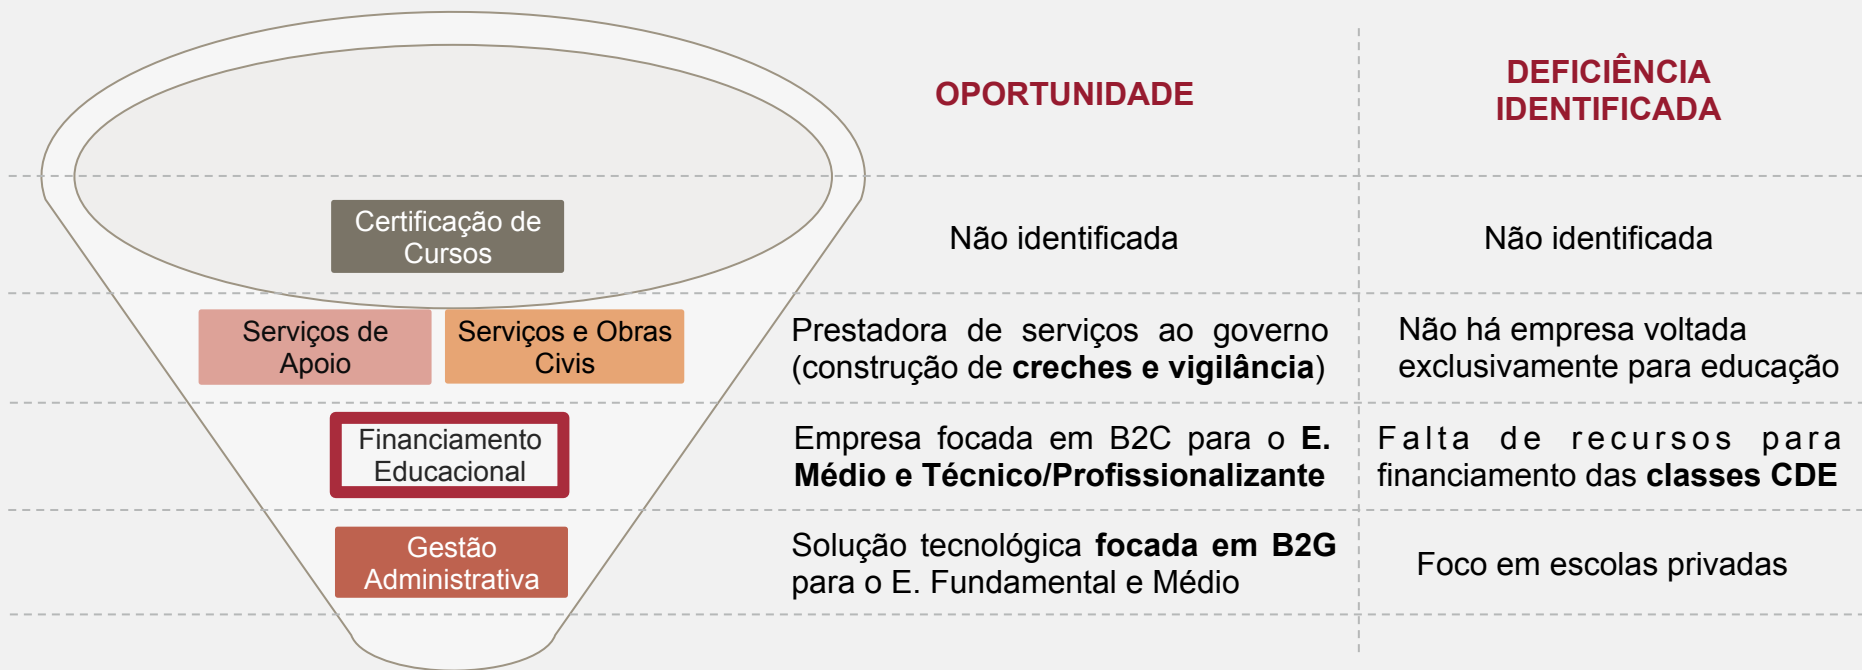 OPORTUNIDADE
DEFICIÊNCIA
IDENTIFICADA
Certificação de
Cursos
Não identificada
Não identificada
Serviços de
Apoio
Serviços e Obras
Civis
Prestadora de serviços ao governo
(construção de creches e vigilância)
Não há empresa voltada
exclusivamente para educação
Financiamento
Educacional
Empresa focada em B2C para o E.
Médio e Técnico/Profissionalizante
Falta de recursos para
financiamento das classes CDE
Gestão
Administrativa
Solução tecnológica focada em B2G
para o E. Fundamental e Médio
Foco em escolas privadas